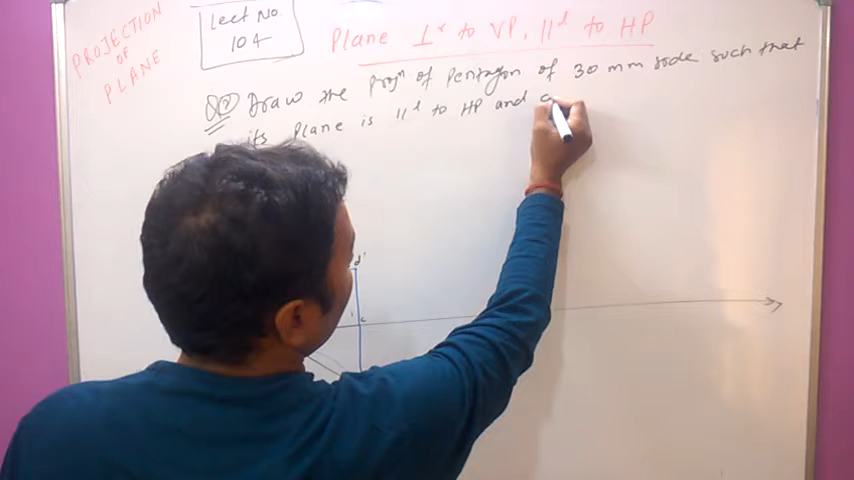 PROJECTION
OF
PLANE
Lect No.
104
Plane ⊥r to VP, ||l to HP
Q② Draw the Projn of Pentagon of 30 mm side such that
its Plane is ||l to HP and
d'